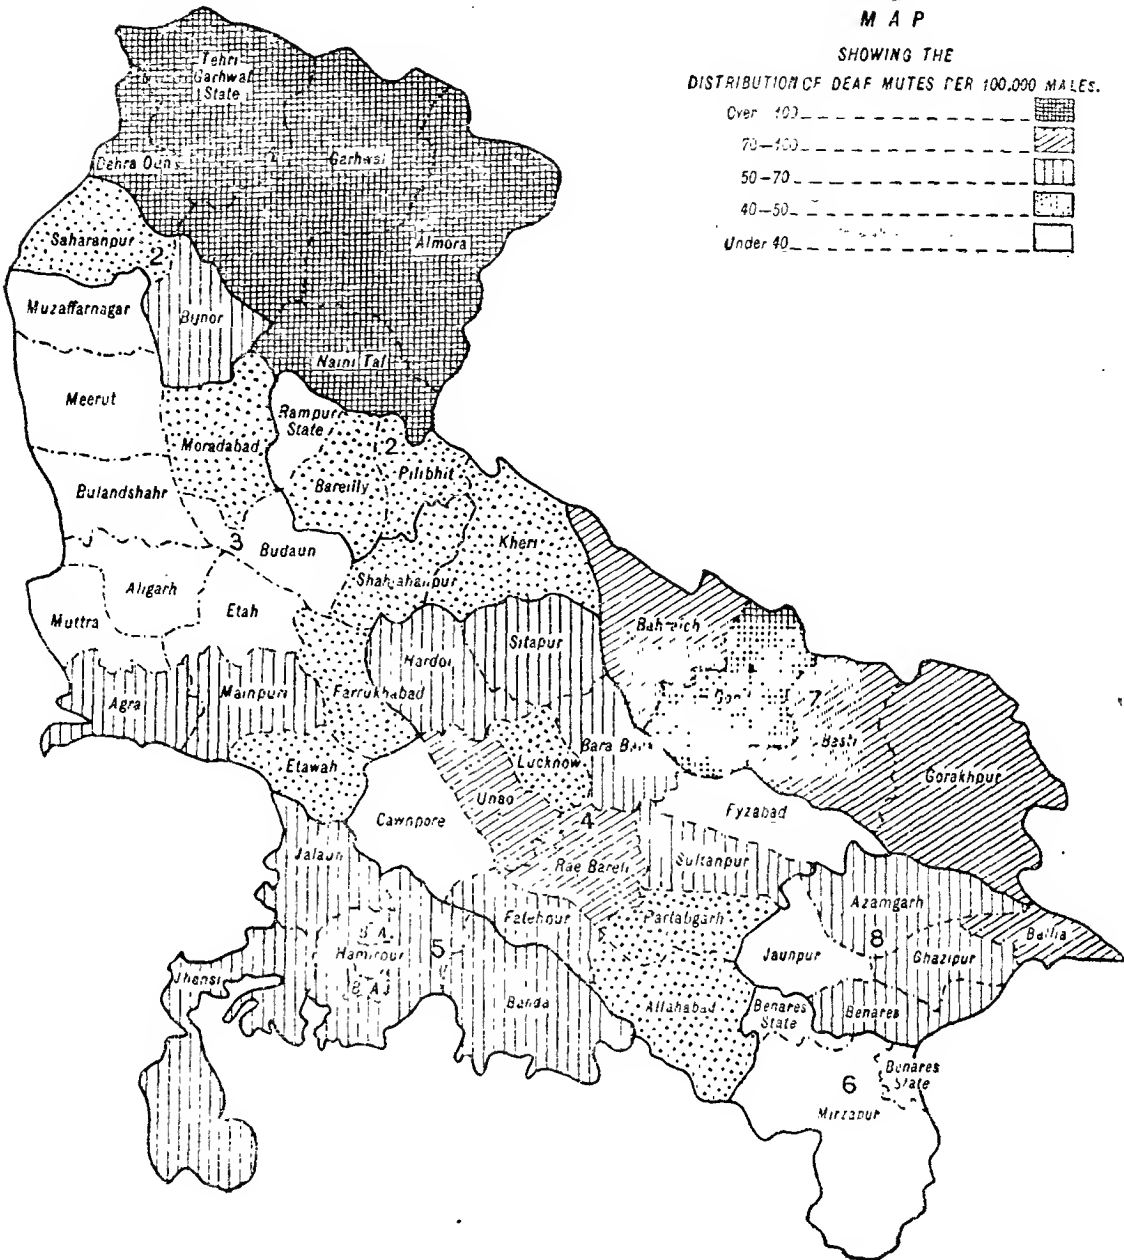 MAP
SHOWING THE
DISTRIBUTION OF DEAF MUTES PER 100,000 MALES.
Over 100
70–100
50–70
40–50
Under 40
Tehri
Garhwal
State
Dehra Dun
Garhwal
Almora
Saharanpur
2
Muzaffarnagar
Bijnor
Naini Tal
Meerut
Rampur
State
Moradabad
2
Pilibhit
Bareilly
Bulandshahr
3
Budaun
Kheri
Shahjahanpur
Aligarh
Etah
Muttra
Bahraich
Sitapur
Hardoi
Mainpuri
Farrukhabad
Agra
7
Basti
Bara
Lucknow
Etawah
Gorakhpur
Unao
Cawnpore
4
Fyzabad
Jalaun
Rae Bareli
Sultanpur
Azamgarh
Fatehpur
Partabgarh
Ballia
B A.
Hamirpur
5
8
Jaunpur
Ghazipur
Jhansi
B A.
Banda
Allahabad
Benares
State
Benares
Benares
State
6
Mirzapur